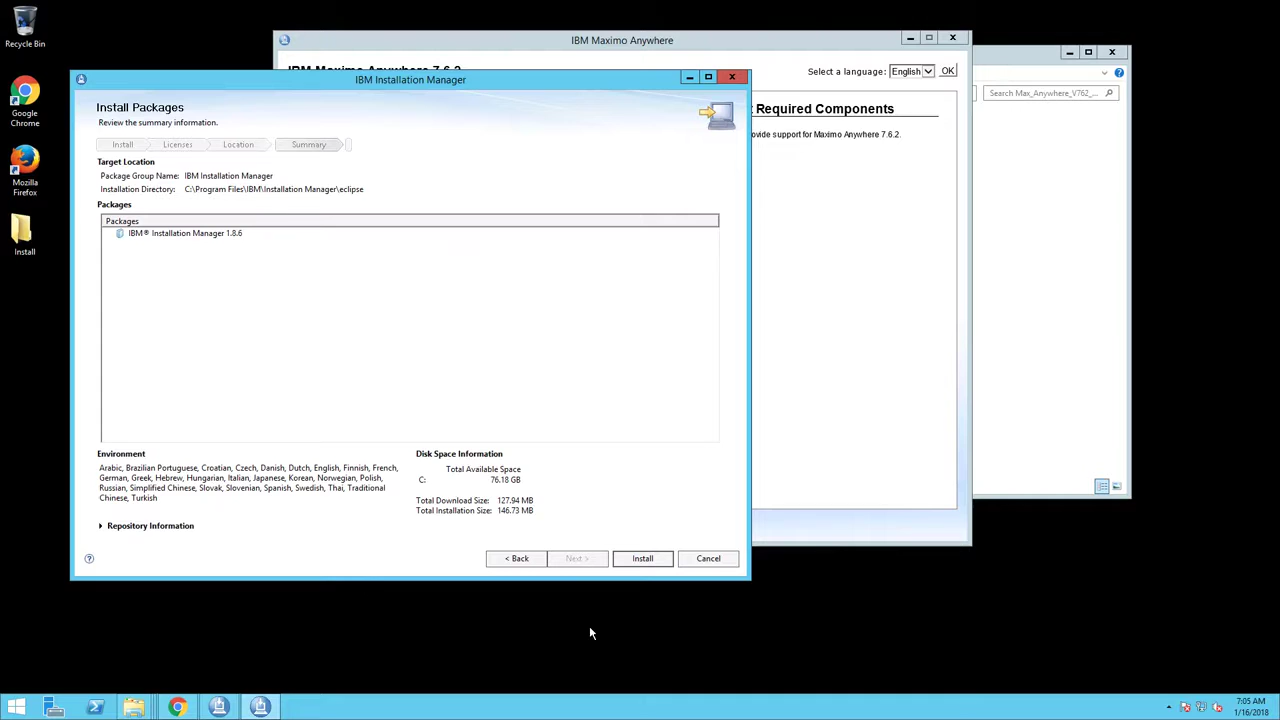 Recycle Bin
Google
Chrome
Mozilla
Firefox
Install
IBM Maximo Anywhere
Select a language: English OK
Required Components
ovide support for Maximo Anywhere 7.6.2.
Search Max_Anywhere_V762_...
IBM Installation Manager
Install Packages
Review the summary information.
Install Licenses Location Summary
Target Location
Package Group Name: IBM Installation Manager
Installation Directory: C:\Program Files\IBM\Installation Manager\eclipse
Packages
Packages
IBM® Installation Manager 1.8.6
Environment
Arabic, Brazilian Portuguese, Croatian, Czech, Danish, Dutch, English, Finnish, French,
German, Greek, Hebrew, Hungarian, Italian, Japanese, Korean, Norwegian, Polish,
Russian, Simplified Chinese, Slovak, Slovenian, Spanish, Swedish, Thai, Traditional
Chinese, Turkish
Disk Space Information
Total Available Space
C: 76.18 GB
Total Download Size: 127.94 MB
Total Installation Size: 146.73 MB
Repository Information
< Back Next > Install Cancel
7:05 AM
1/16/2018